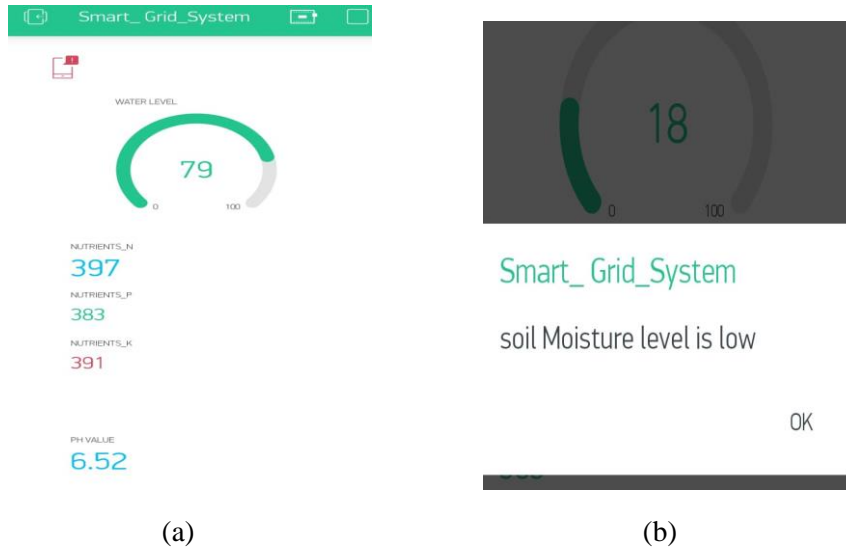 Smart_ Grid_System
WATER LEVEL
79
0
100
NUTRIENTS_N
397
NUTRIENTS_P
383
NUTRIENTS_K
391
PH VALUE
6.52
(a)
18
0
100
Smart_ Grid_System
soil Moisture level is low
OK
(b)